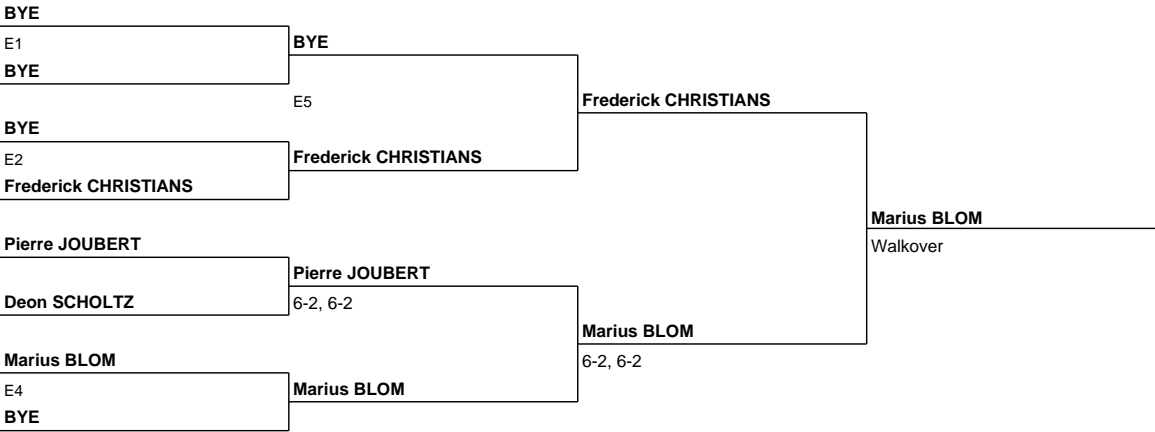 BYE
E1
BYE
BYE
E5
Frederick CHRISTIANS
BYE
E2
Frederick CHRISTIANS
Frederick CHRISTIANS
Marius BLOM
Walkover
Pierre JOUBERT
Pierre JOUBERT
Deon SCHOLTZ
6-2, 6-2
Marius BLOM
6-2, 6-2
Marius BLOM
E4
Marius BLOM
BYE